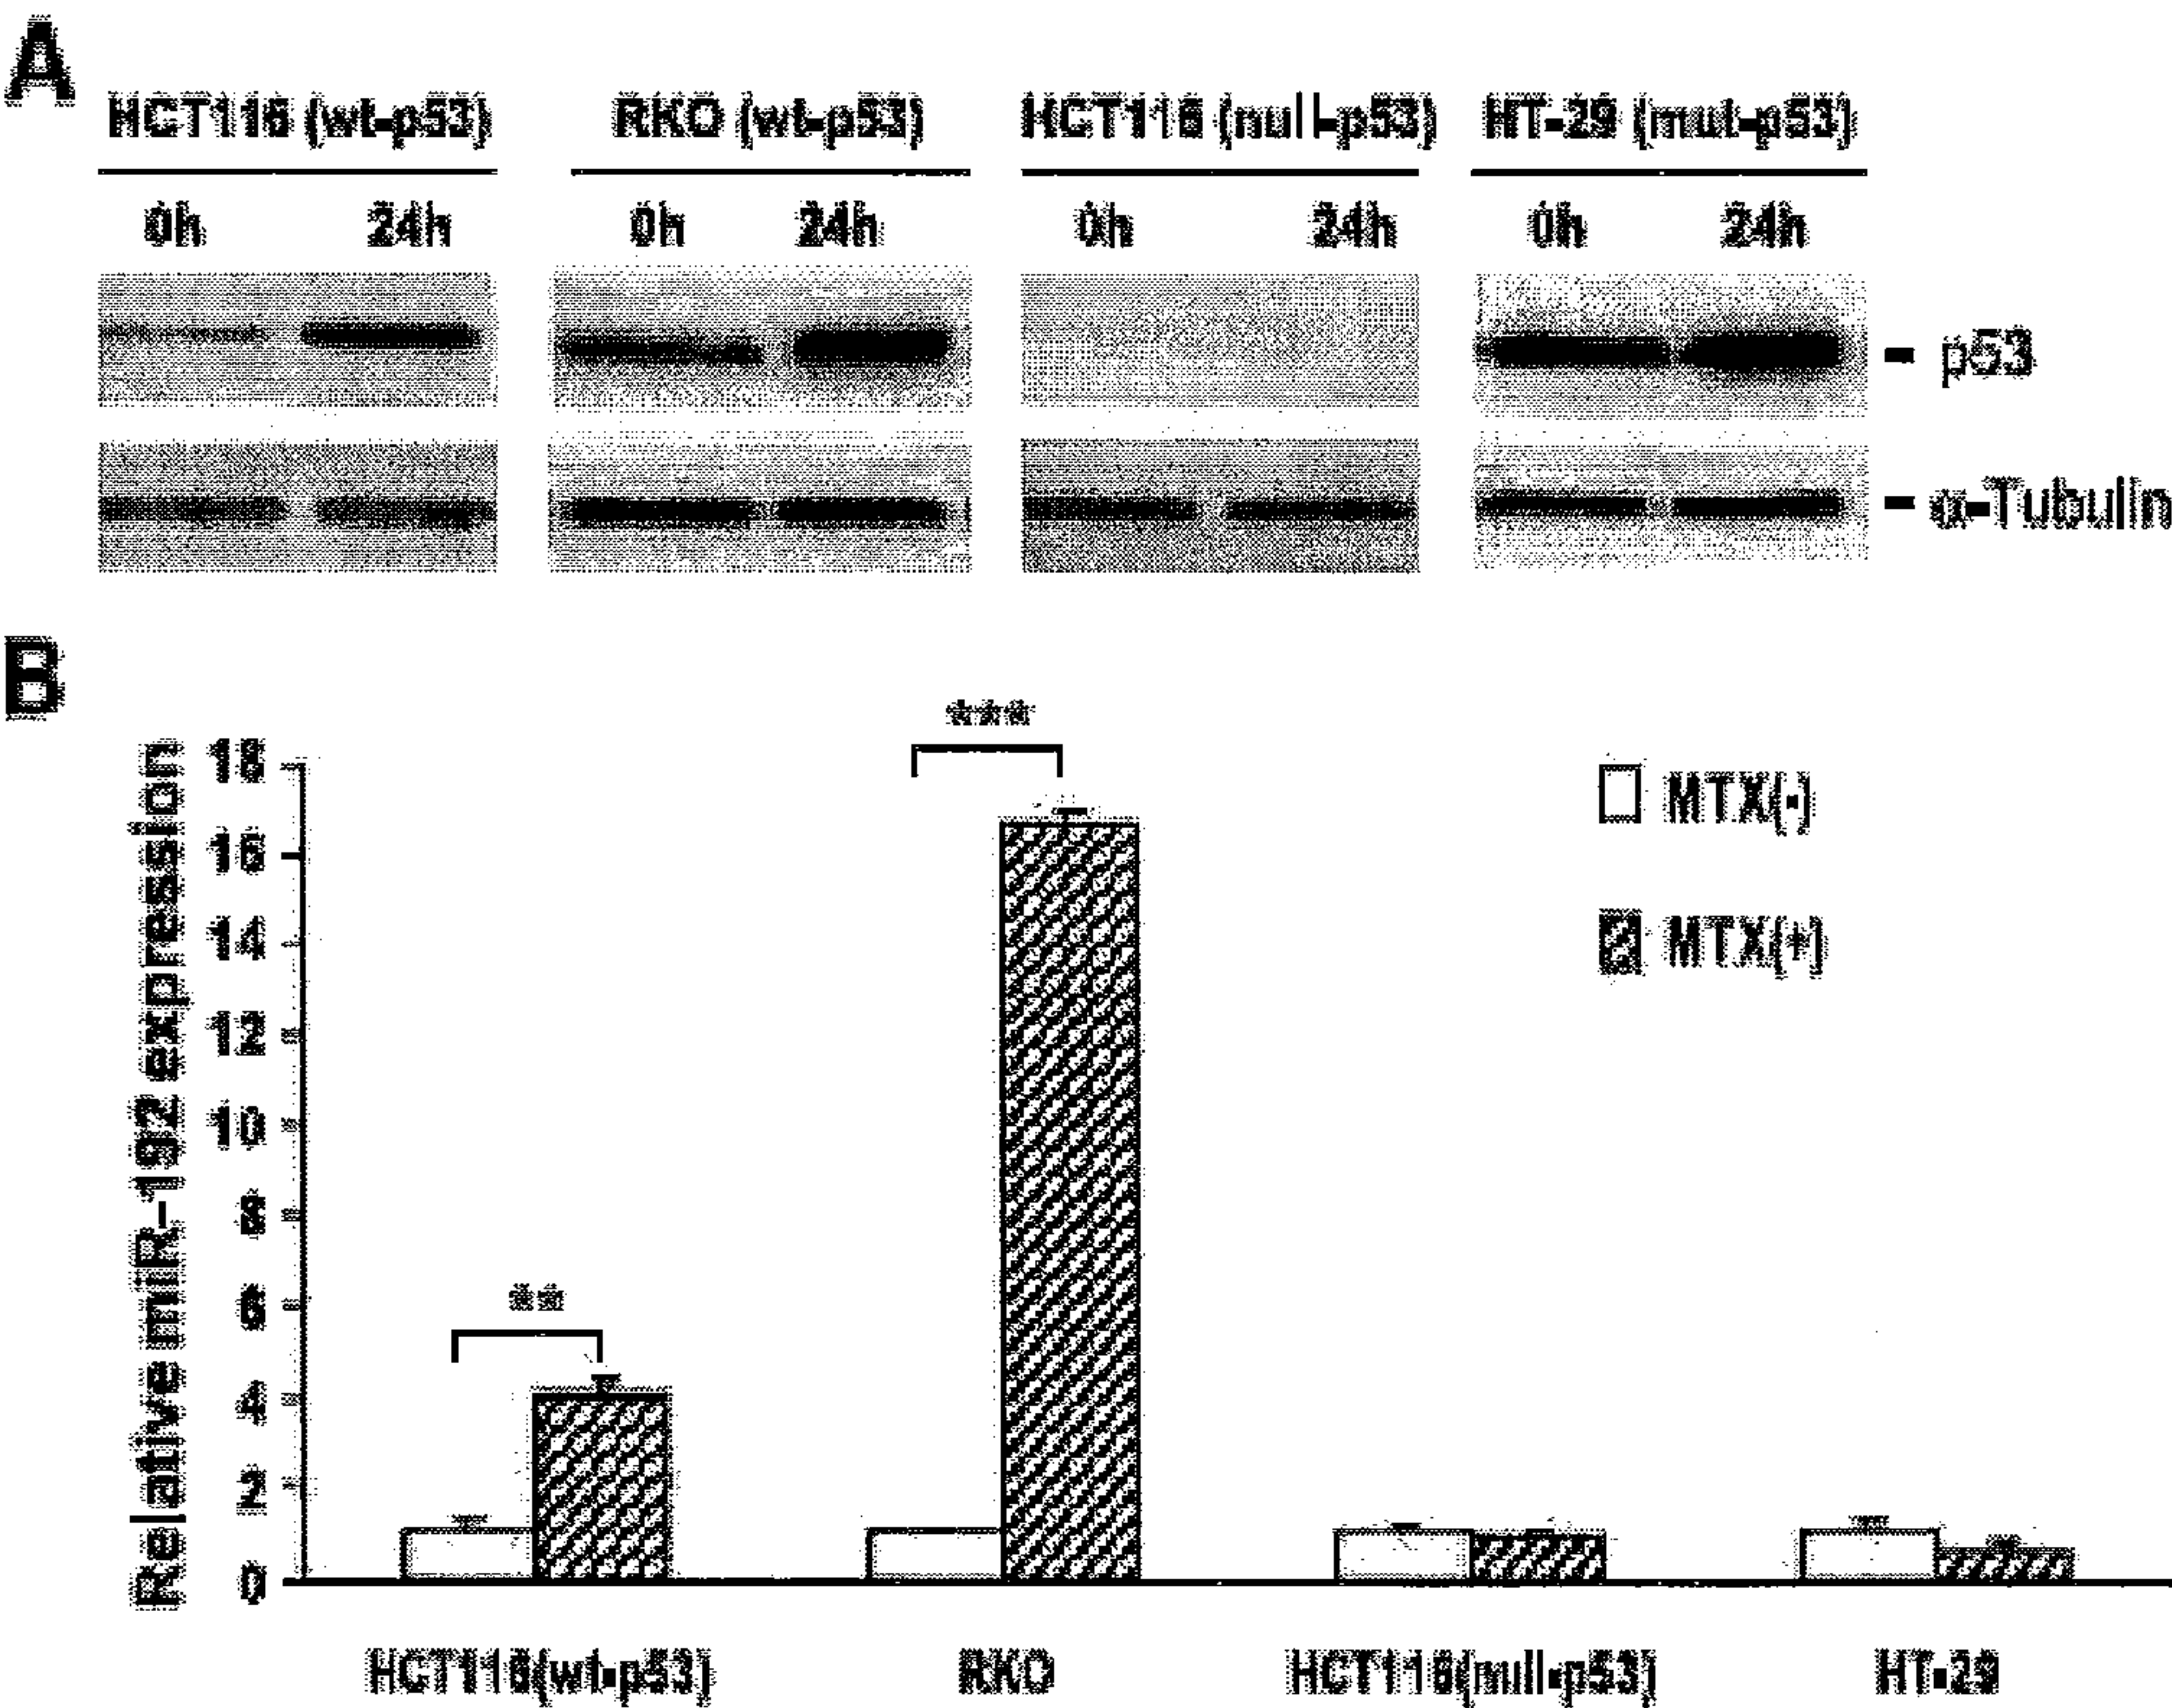 A
HCT116 (wt-p53) RKO (wt-p53) HCT116 (null-p53) HT-29 (mut-p53)
0h 24h 0h 24h 0h 24h 0h 24h
- p53
- α-Tubulin
B
Relative miR-192 expression
***
**
18
16
14
12
10
8
6
4
2
0
MTX(-)
MTX(+)
HCT116(wt-p53) RKO HCT116(null-p53) HT-29